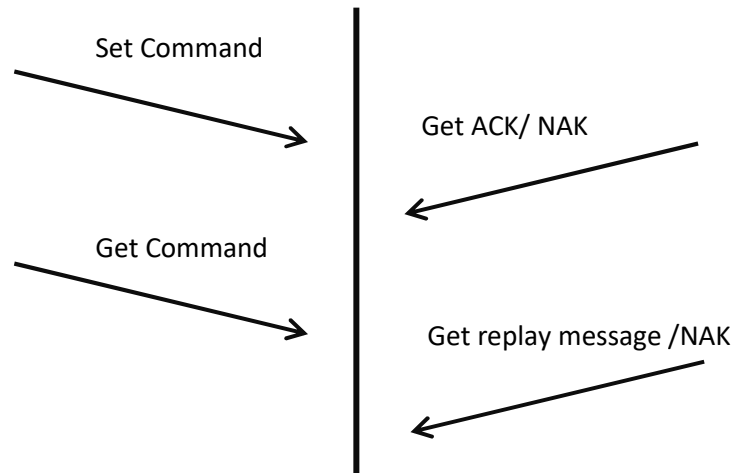 Set Command
Get ACK/ NAK
Get Command
Get replay message /NAK